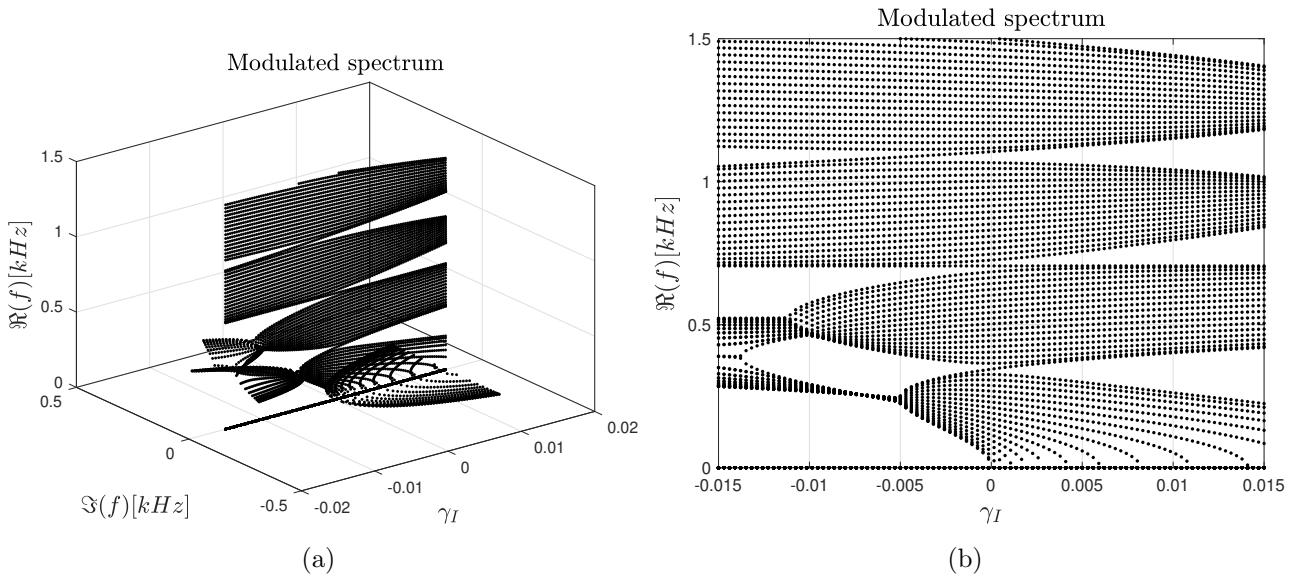 Modulated spectrum
1.5
1
0.5
0
ℜ(f)[kHz]
0.5
0
-0.5
ℑ(f)[kHz]
-0.02
-0.01
0
0.01
0.02
γ_I
(a)
Modulated spectrum
1.5
1
0.5
0
ℜ(f)[kHz]
-0.015 -0.01 -0.005 0 0.005 0.01 0.015
γ_I
(b)